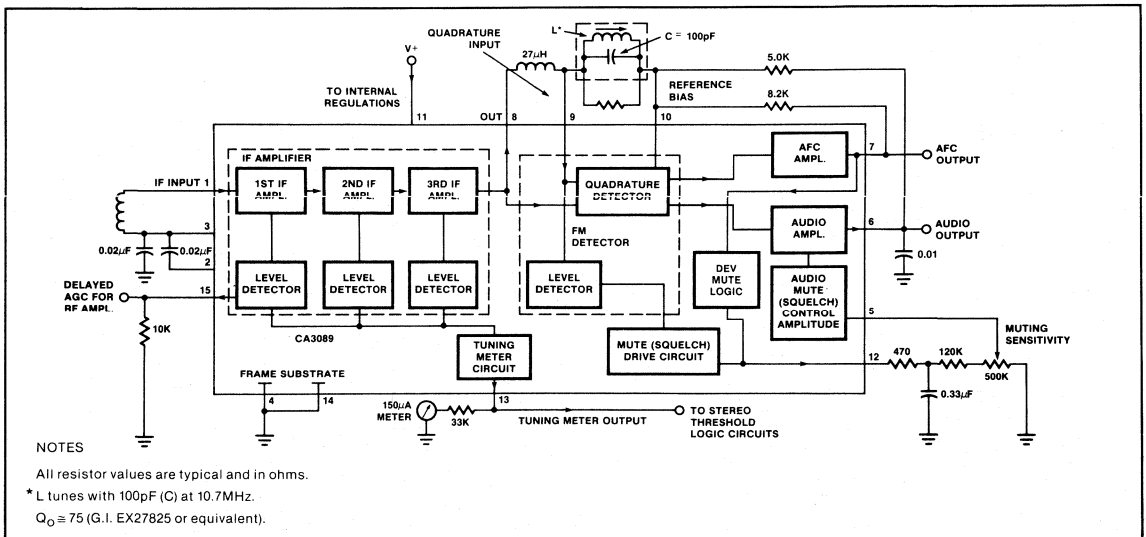 L*
C = 100pF
QUADRATURE
INPUT
V+
27µH
5.0K
REFERENCE
BIAS
8.2K
TO INTERNAL
REGULATIONS
11
OUT
8
9
10
IF AMPLIFIER
IF INPUT 1
1ST IF
AMPL.
2ND IF
AMPL.
3RD IF
AMPL.
QUADRATURE
DETECTOR
AFC
AMPL.
7
AFC
OUTPUT
3
0.02µF
0.02µF
2
FM
DETECTOR
AUDIO
AMPL.
6
AUDIO
OUTPUT
0.01
DELAYED
AGC FOR
RF AMPL.
15
LEVEL
DETECTOR
LEVEL
DETECTOR
LEVEL
DETECTOR
LEVEL
DETECTOR
DEV
MUTE
LOGIC
AUDIO
MUTE
(SQUELCH)
CONTROL
AMPLITUDE
5
MUTING
SENSITIVITY
10K
CA3089
TUNING
METER
CIRCUIT
MUTE (SQUELCH)
DRIVE CIRCUIT
12
470
120K
500K
0.33µF
FRAME SUBSTRATE
4
14
13
150µA
METER
33K
TUNING METER OUTPUT
TO STEREO
THRESHOLD
LOGIC CIRCUITS
NOTES
All resistor values are typical and in ohms.
* L tunes with 100pF (C) at 10.7MHz.
QO ≅ 75 (G.I. EX27825 or equivalent).